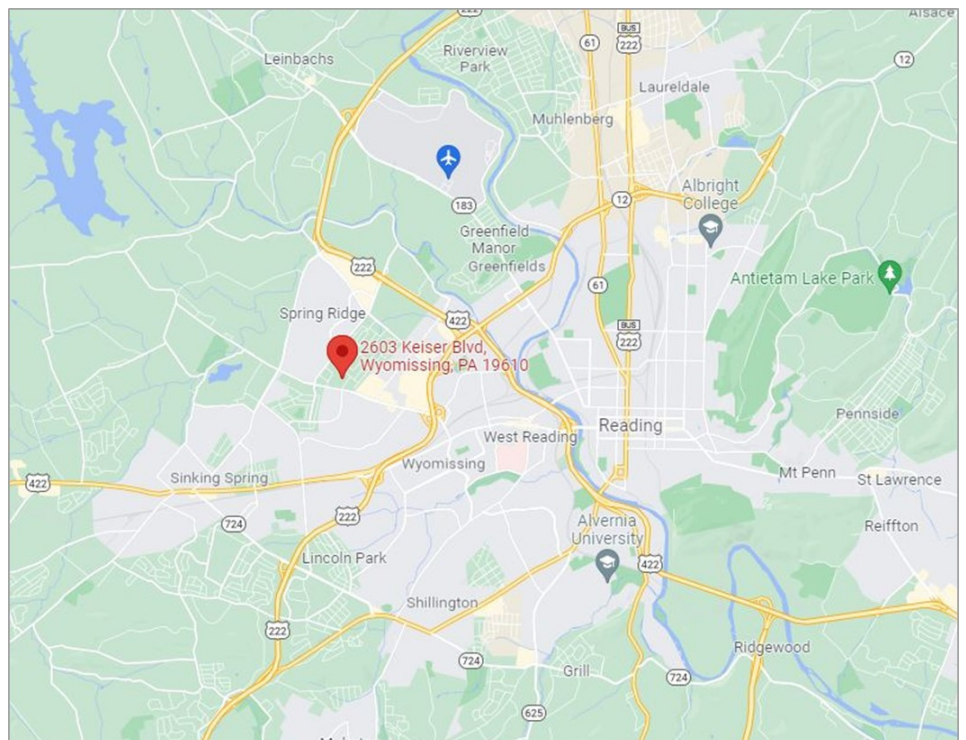 222
Alsace
61
BUS
222
12
Leinbachs
Riverview
Park
Laureldale
Muhlenberg
183
12
Albright
College
Greenfield
Manor
Greenfields
222
61
Antietam Lake Park
Spring Ridge
422
BUS
222
2603 Keiser Blvd,
Wyomissing, PA 19610
Pennside
West Reading
Reading
Wyomissing
Sinking Spring
422
Mt Penn
St Lawrence
222
724
Alvernia
University
Reiffton
Lincoln Park
422
Shillington
222
Ridgewood
724
Grill
724
625